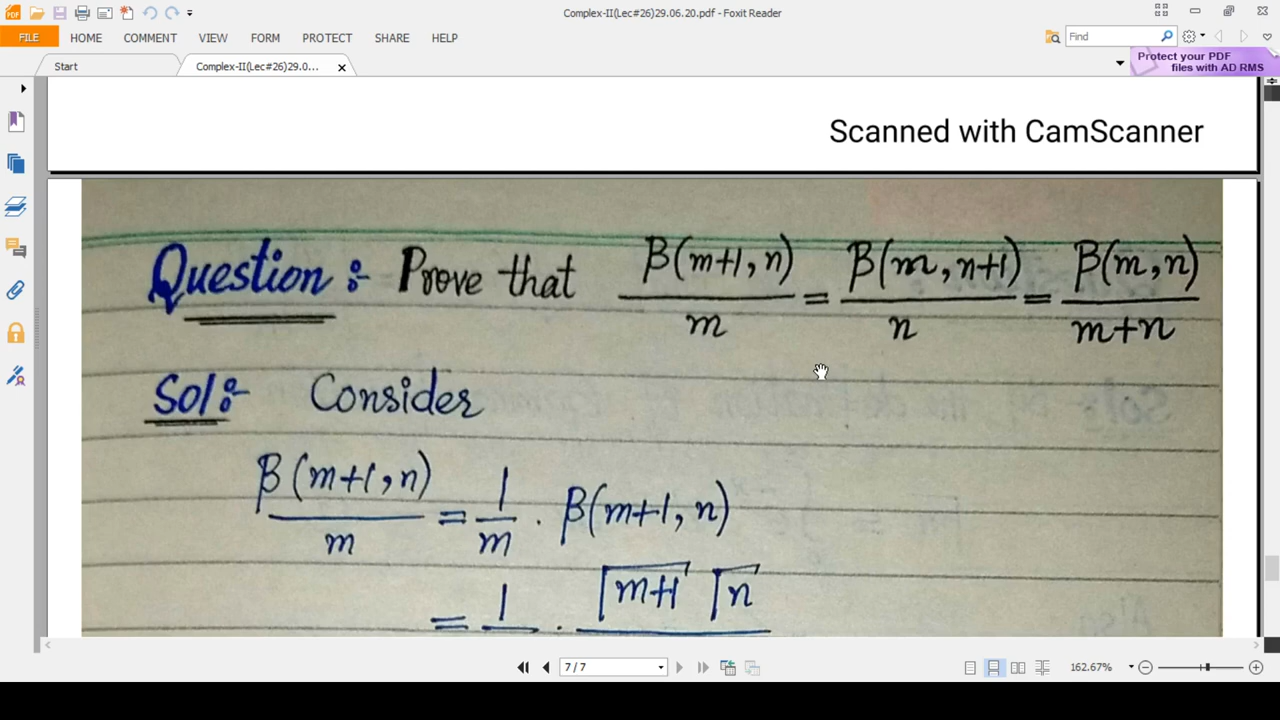 Complex-II(Lec#26)29.06.20.pdf - Foxit Reader
FILE HOME COMMENT VIEW FORM PROTECT SHARE HELP Find
Start Complex-II(Lec#26)29.0... Protect your PDF
files with AD RMS
Scanned with CamScanner
Question :- Prove that β(m+1, n)/m = β(m, n+1)/n = β(m, n)/m+n
Sol:- Consider
β(m+1, n)/m = 1/m . β(m+1, n)
= 1 . Γm+1 Γn
7 / 7 162.67%